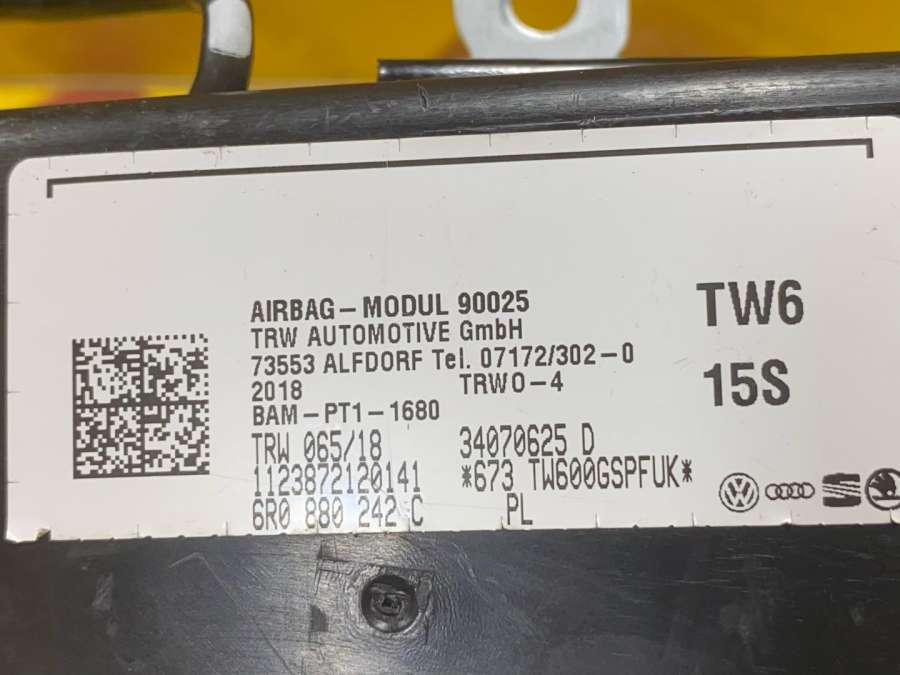 AIRBAG-MODUL 90025
TRW AUTOMOTIVE GmbH
73553 ALFDORF Tel. 07172/302-0
2018 TRWO-4
BAM-PT1-1680
TRW 065/18 34070625 D
1123872120141 *673 TW600GSPFUK*
6R0 880 242 C PL
TW6
15S